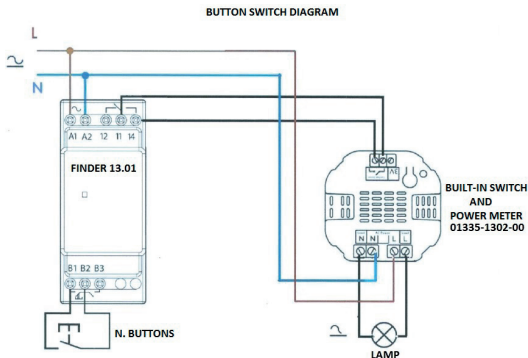 BUTTON SWITCH DIAGRAM
L
N
A1 A2 12 11 14
FINDER 13.01
3V
BUILT-IN SWITCH
AND
POWER METER
01335-1302-00
N N L L
B1 B2 B3
N. BUTTONS
LAMP